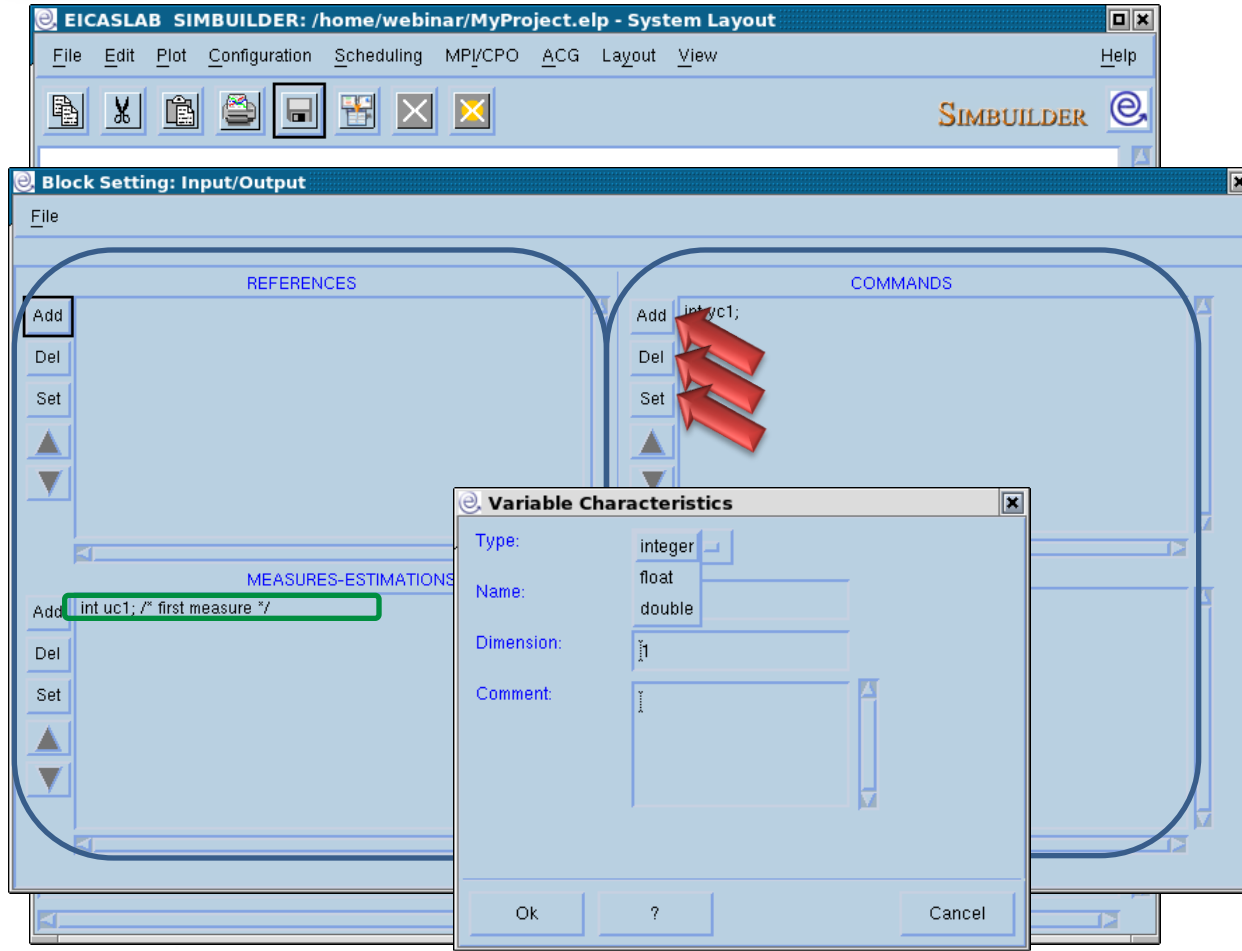 EICASLAB SIMBUILDER: /home/webinar/MyProject.elp - System Layout
File Edit Plot Configuration Scheduling MPI/CPO ACG Layout View Help
SIMBUILDER
Block Setting: Input/Output
File
REFERENCES
Add
Del
Set
COMMANDS
Add
int yc1;
Del
Set
MEASURES-ESTIMATIONS
Add
int uc1; /* first measure */
Del
Set
Variable Characteristics
Type:
integer
float
double
Name:
Dimension:
1
Comment:
Ok ? Cancel